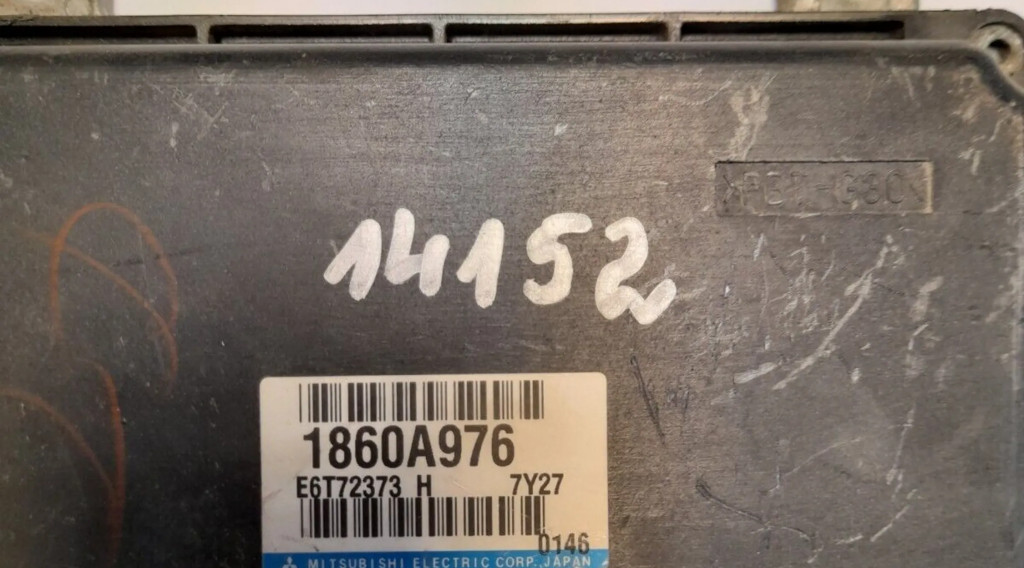 14152
1860A976
E6T72373 H 7Y27
0146
MITSUBISHI ELECTRIC CORP., JAPAN